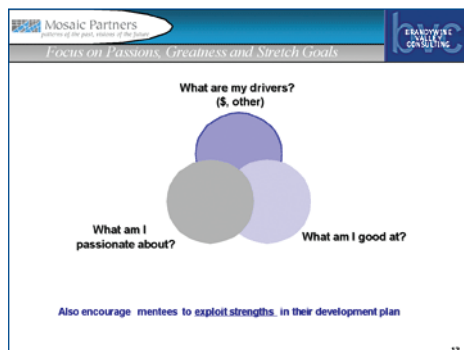 Mosaic Partners
patterns of the past, visions of the future
BRANDYWINE
VALLEY
CONSULTING
bvc
Focus on Passions, Greatness and Stretch Goals
What are my drivers?
($, other)
What am I
passionate about?
What am I good at?
Also encourage mentees to exploit strengths in their development plan